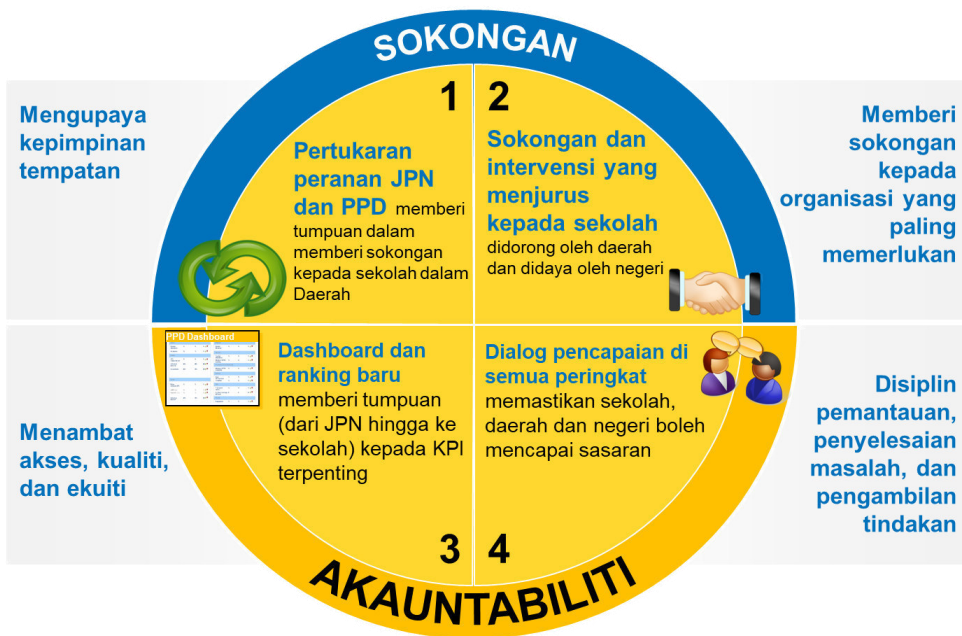 SOKONGAN
Mengupaya
kepimpinan
tempatan
1
Pertukaran
peranan JPN
dan PPD memberi
tumpuan dalam
memberi sokongan
kepada sekolah dalam
Daerah
2
Sokongan dan
intervensi yang
menjurus
kepada sekolah
didorong oleh daerah
dan didaya oleh negeri
Memberi
sokongan
kepada
organisasi yang
paling
memerlukan
Menambat
akses, kualiti,
dan ekuiti
PPD Dashboard
Dashboard dan
ranking baru
memberi tumpuan
(dari JPN hingga ke
sekolah) kepada KPI
terpenting
3
Dialog pencapaian di
semua peringkat
memastikan sekolah,
daerah dan negeri boleh
mencapai sasaran
4
Disiplin
pemantauan,
penyelesaian
masalah, dan
pengambilan
tindakan
AKAUNTABILITI